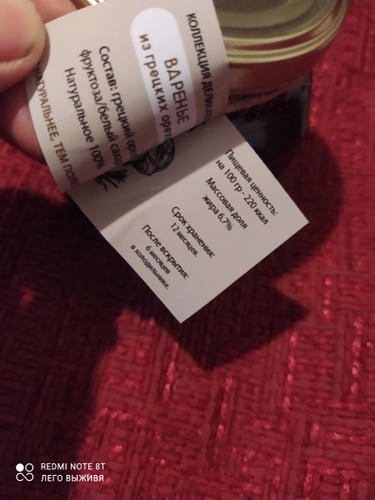 КОЛЛЕКЦИЯ
ВАРЕНЬЕ
из грецких
Состав: грецкий
фруктоза/белый
Натуральное 100%
НАТУРАЛЬНЕЕ, ТЕМ
Пищевая ценность:
на 100 гр - 220 ккал
Массовая доля
жира 6.7%
Срок хранения:
12 месяцев.
После вскрытия:
6 месяцев
в холодильнике.
REDMI NOTE 8T
ЛЕГО ВЫЖИВЯ